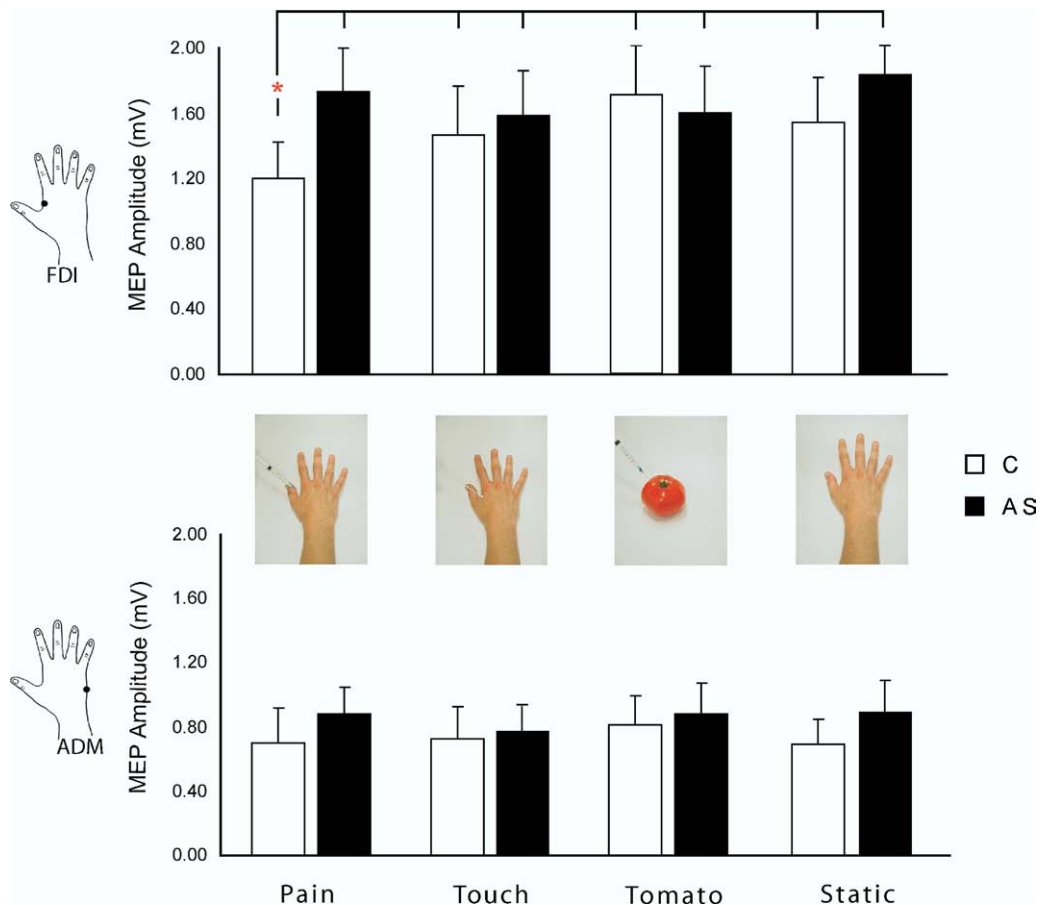 MEP Amplitude (mV)
2.00
1.60
1.20
0.80
0.40
0.00
*
FDI
C
AS
MEP Amplitude (mV)
2.00
1.60
1.20
0.80
0.40
0.00
ADM
Pain Touch Tomato Static